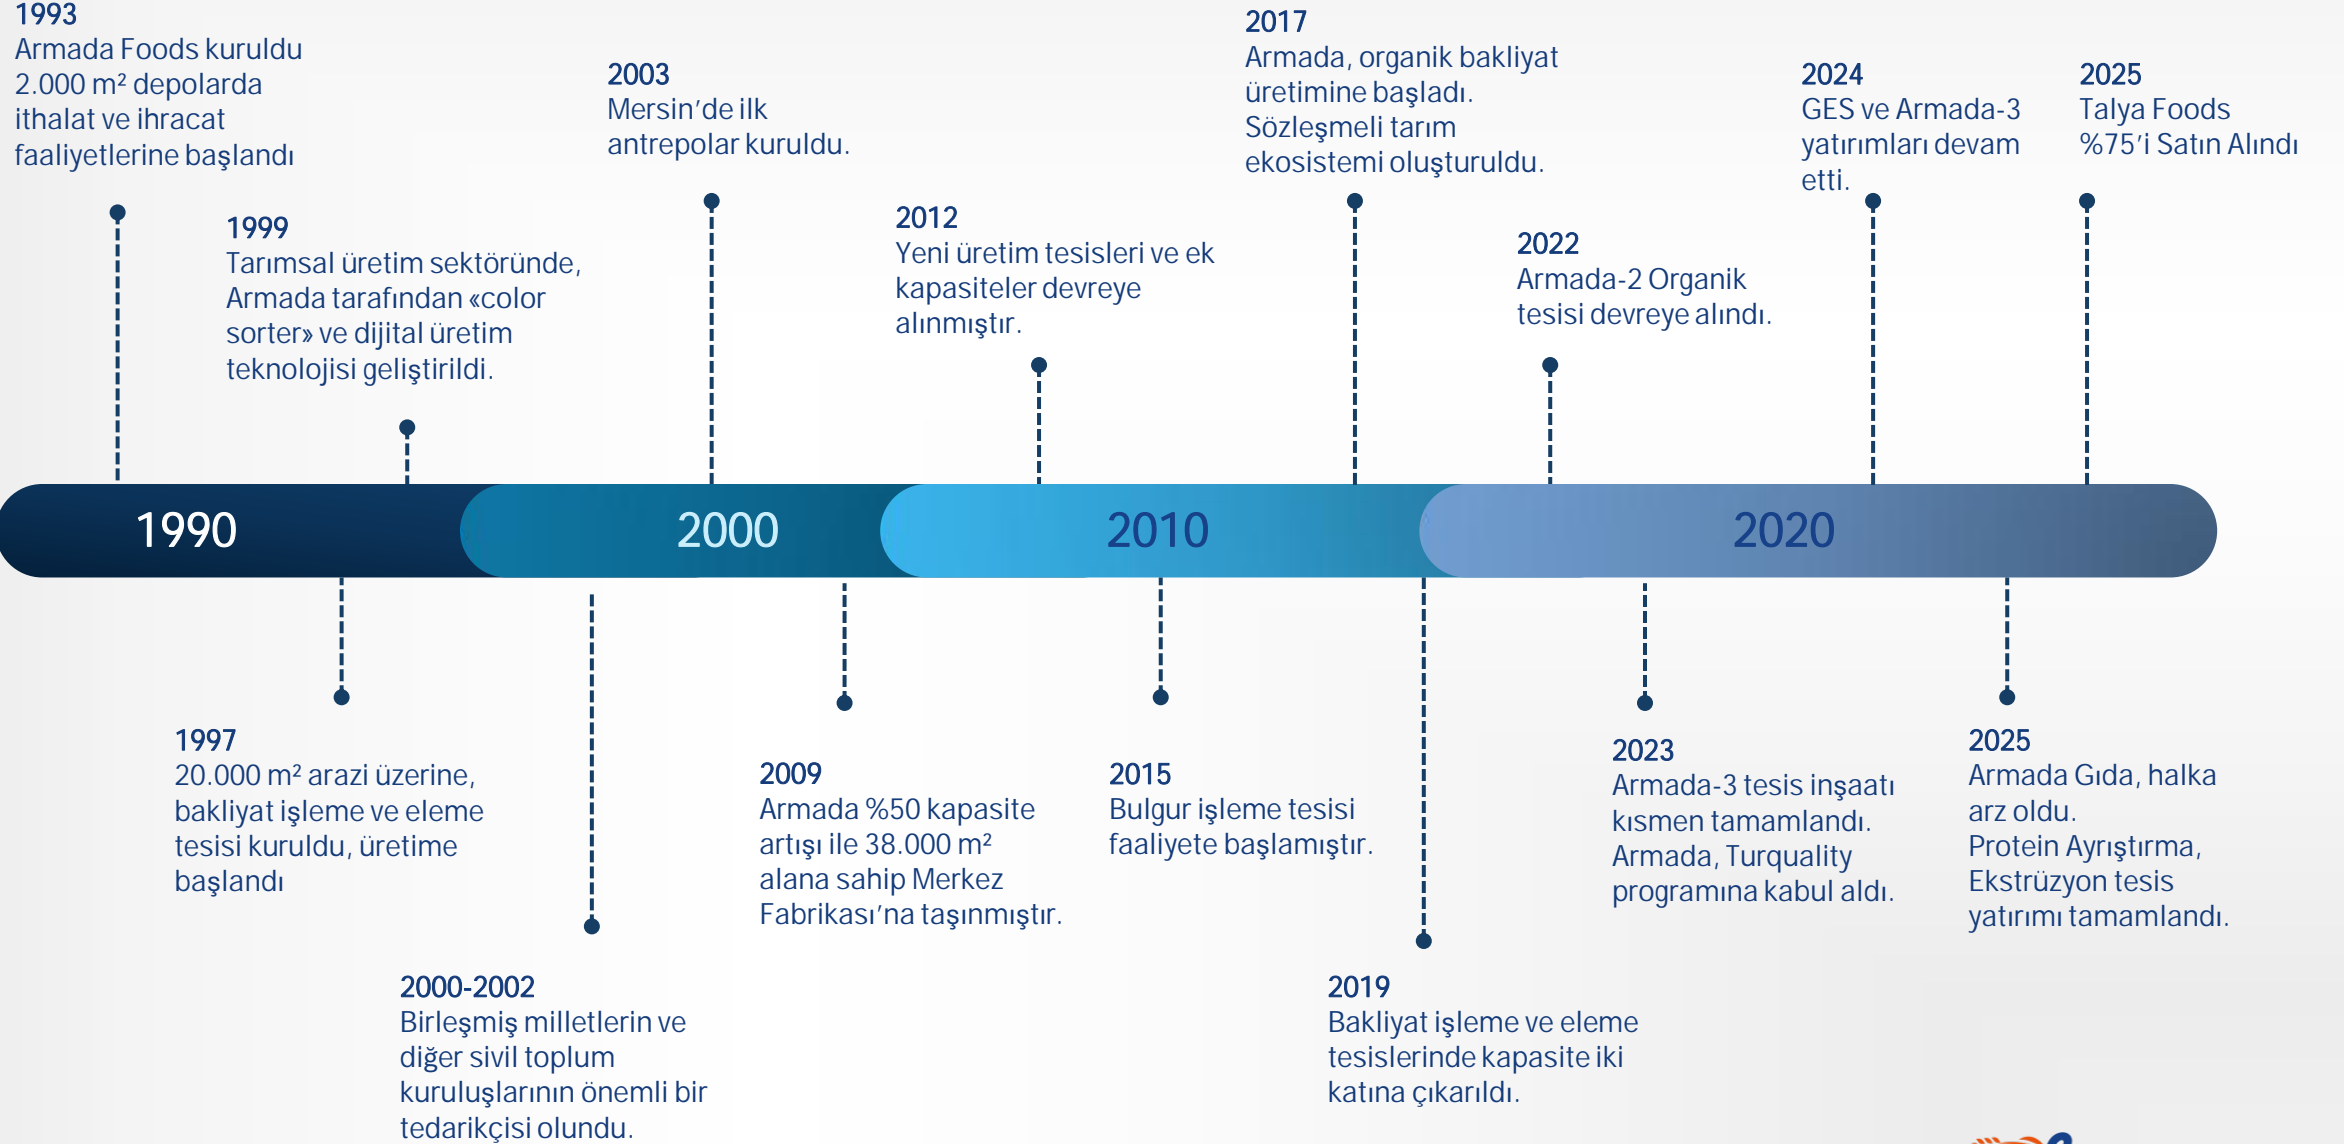 1993
Armada Foods kuruldu
2.000 m² depolarda
ithalat ve ihracat
faaliyetlerine başlandı
1999
Tarımsal üretim sektöründe,
Armada tarafından «color
sorter» ve dijital üretim
teknolojisi geliştirildi.
2003
Mersin’de ilk
antrepolar kuruldu.
2012
Yeni üretim tesisleri ve ek
kapasiteler devreye
alınmıştır.
2017
Armada, organik bakliyat
üretimine başladı.
Sözleşmeli tarım
ekosistemi oluşturuldu.
2022
Armada-2 Organik
tesisi devreye alındı.
2024
GES ve Armada-3
yatırımları devam
etti.
2025
Talya Foods
%75’i Satın Alındı
1990
2000
2010
2020
1997
20.000 m² arazi üzerine,
bakliyat işleme ve eleme
tesisi kuruldu, üretime
başlandı
2000-2002
Birleşmiş milletlerin ve
diğer sivil toplum
kuruluşlarının önemli bir
tedarikçisi olundu.
2009
Armada %50 kapasite
artışı ile 38.000 m²
alana sahip Merkez
Fabrikası’na taşınmıştır.
2015
Bulgur işleme tesisi
faaliyete başlamıştır.
2019
Bakliyat işleme ve eleme
tesislerinde kapasite iki
katına çıkarıldı.
2023
Armada-3 tesis inşaatı
kısmen tamamlandı.
Armada, Turquality
programına kabul aldı.
2025
Armada Gıda, halka
arz oldu.
Protein Ayrıştırma,
Ekstrüzyon tesis
yatırımı tamamlandı.